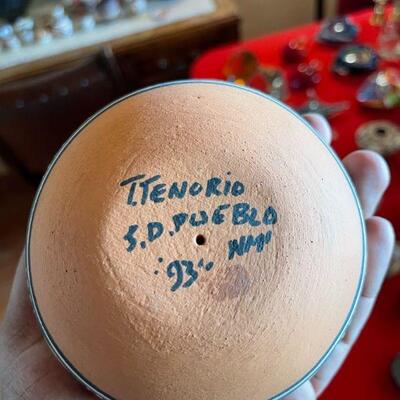 T.TENORIO
S.D.PUEBLO
NM'
'93'